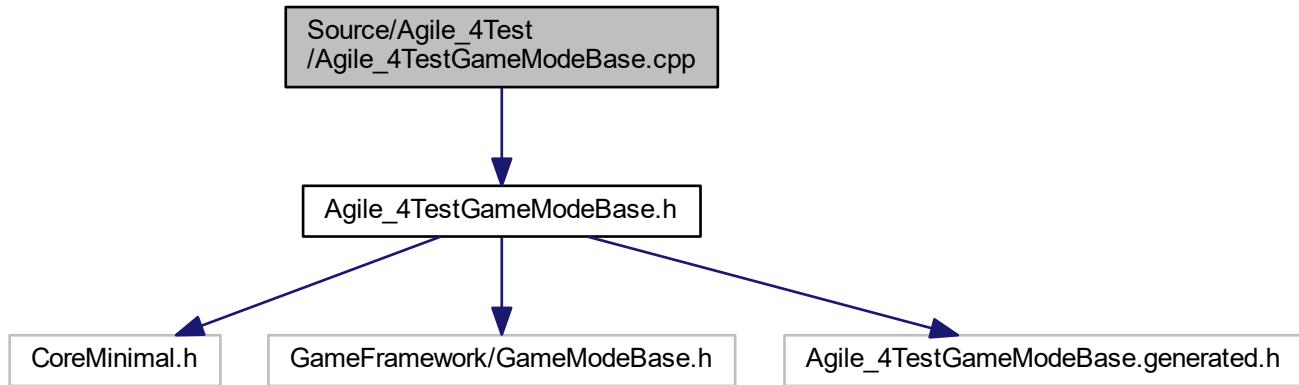 Source/Agile_4Test
/Agile_4TestGameModeBase.cpp
Agile_4TestGameModeBase.h
CoreMinimal.h
GameFramework/GameModeBase.h
Agile_4TestGameModeBase.generated.h